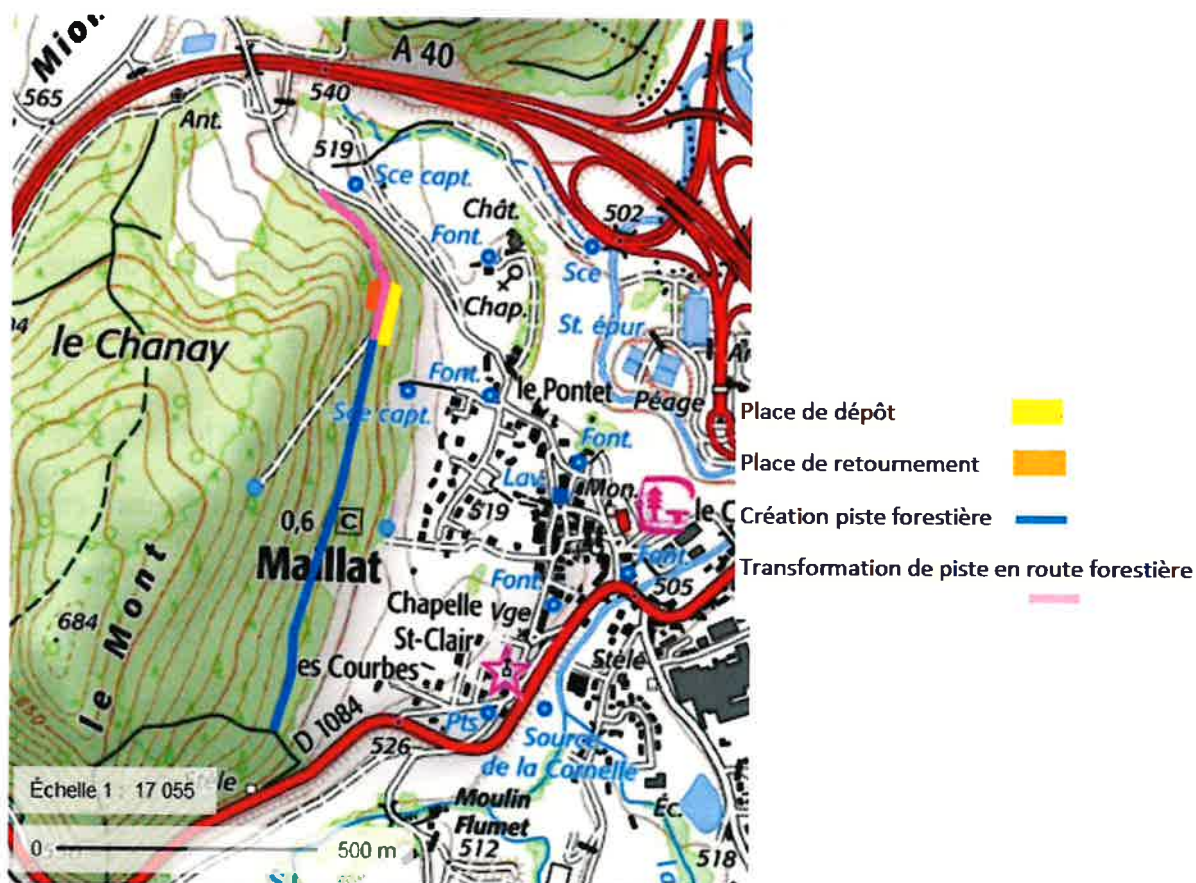 A 40
565
Ant.
540
519
Sce capt.
Chât.
Font.
502
Sce
Chap.
St. épur
le Chanay
Font.
le Pontet
Péage
Sce capt.
Font.
Lav.
Mon.
519
0,6
C
Maillat
Font.
505
Font.
Chapelle
Vge
St-Clair
Stèle
684
le Mont
es Courbes
D 1084
526
Pts
Source
de la Cornelle
Échelle 1 : 17 055
Moulin
Flumet
Éc.
512
518
0
500 m
Place de dépôt
Place de retournement
Création piste forestière
Transformation de piste en route forestière